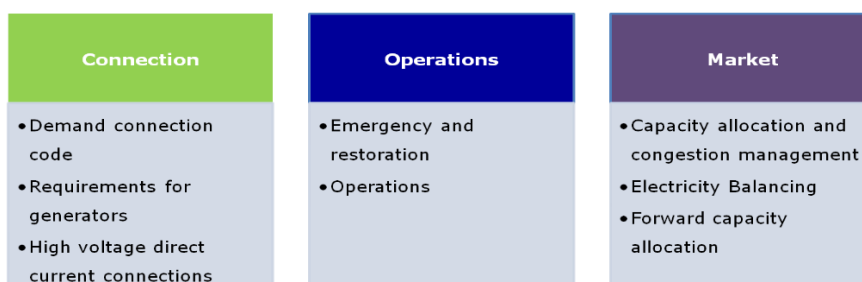 Connection
•Demand connection
code
•Requirements for
generators
•High voltage direct
current connections
Operations
•Emergency and
restoration
•Operations
Market
•Capacity allocation and
congestion management
•Electricity Balancing
•Forward capacity
allocation